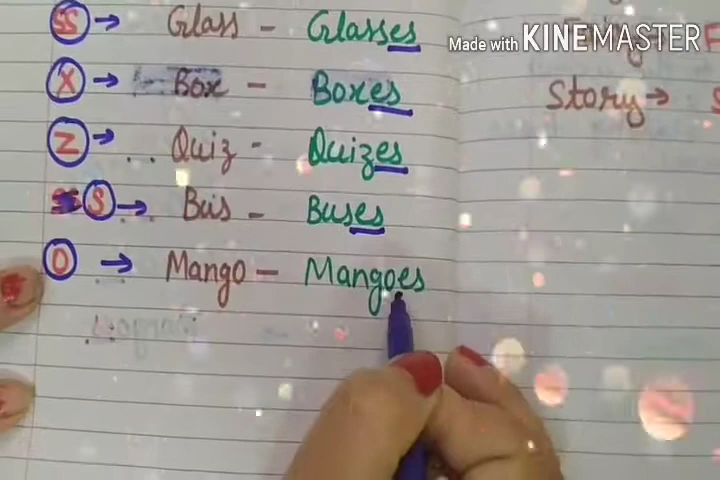 SS → Glass - Glasses
Made with KINEMASTER
X → Box - Boxes
Story →
Z → Quiz - Quizes
S → Bus - Buses
O → Mango - Mangoes